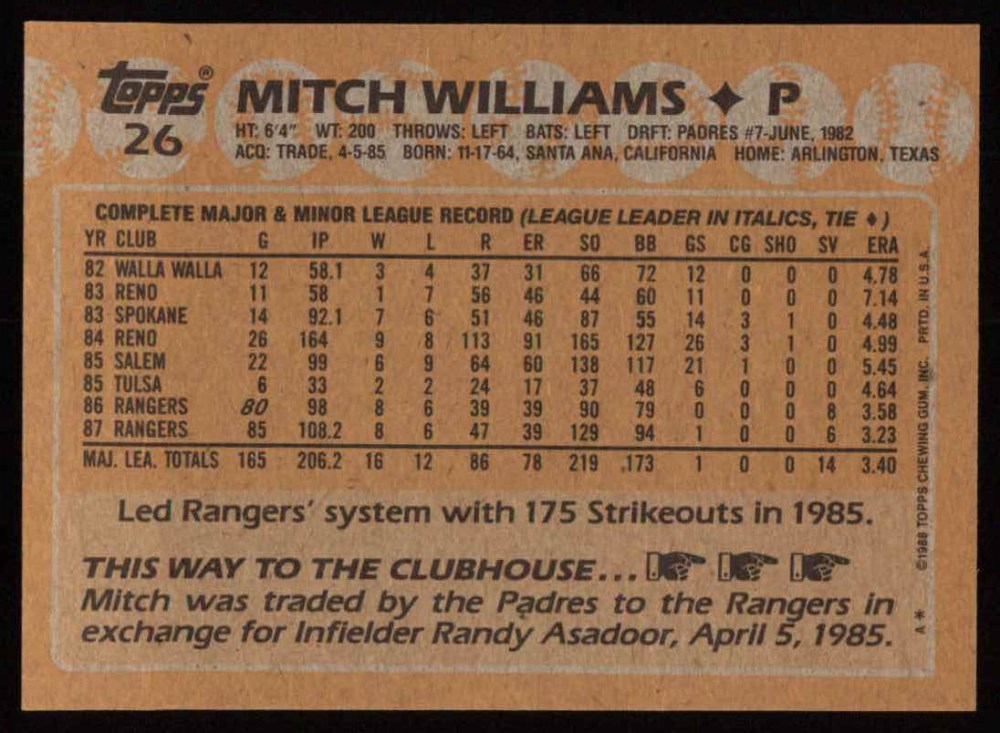 Topps®
26
MITCH WILLIAMS ♦ P
HT: 6'4" WT: 200 THROWS: LEFT BATS: LEFT DRFT: PADRES #7-JUNE, 1982
ACQ: TRADE, 4-5-85 BORN: 11-17-64, SANTA ANA, CALIFORNIA HOME: ARLINGTON, TEXAS
COMPLETE MAJOR & MINOR LEAGUE RECORD (LEAGUE LEADER IN ITALICS, TIE ♦)
YR CLUB G IP W L R ER SO BB GS CG SHO SV ERA
82 WALLA WALLA 12 58.1 3 4 37 31 66 72 12 0 0 0 4.78
83 RENO 11 58 1 7 56 46 44 60 11 0 0 0 7.14
83 SPOKANE 14 92.1 7 6 51 46 87 55 14 3 1 0 4.48
84 RENO 26 164 9 8 113 91 165 127 26 3 1 0 4.99
85 SALEM 22 99 6 9 64 60 138 117 21 1 0 0 5.45
85 TULSA 6 33 2 2 24 17 37 48 6 0 0 0 4.64
86 RANGERS 80 98 8 6 39 39 90 79 0 0 0 8 3.58
87 RANGERS 85 108.2 8 6 47 39 129 94 1 0 0 6 3.23
MAJ. LEA. TOTALS 165 206.2 16 12 86 78 219 173 1 0 0 14 3.40
Led Rangers' system with 175 Strikeouts in 1985.
THIS WAY TO THE CLUBHOUSE...
Mitch was traded by the Padres to the Rangers in
exchange for Infielder Randy Asadoor, April 5, 1985.
A* ©1988 TOPPS CHEWING GUM, INC. PRTD. IN U.S.A.